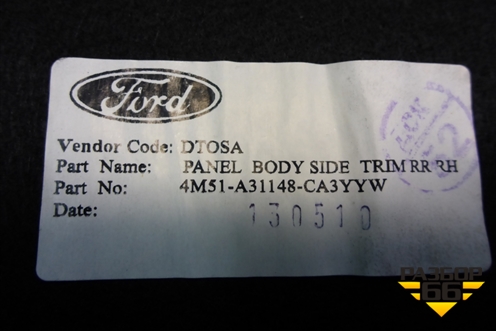 Ford
Vendor Code: DTOSA
Part Name: PANEL BODY SIDE TRIM RR RH
Part No: 4M51-A31148-CA3YYW
Date: 130510
РАЗБОР
66